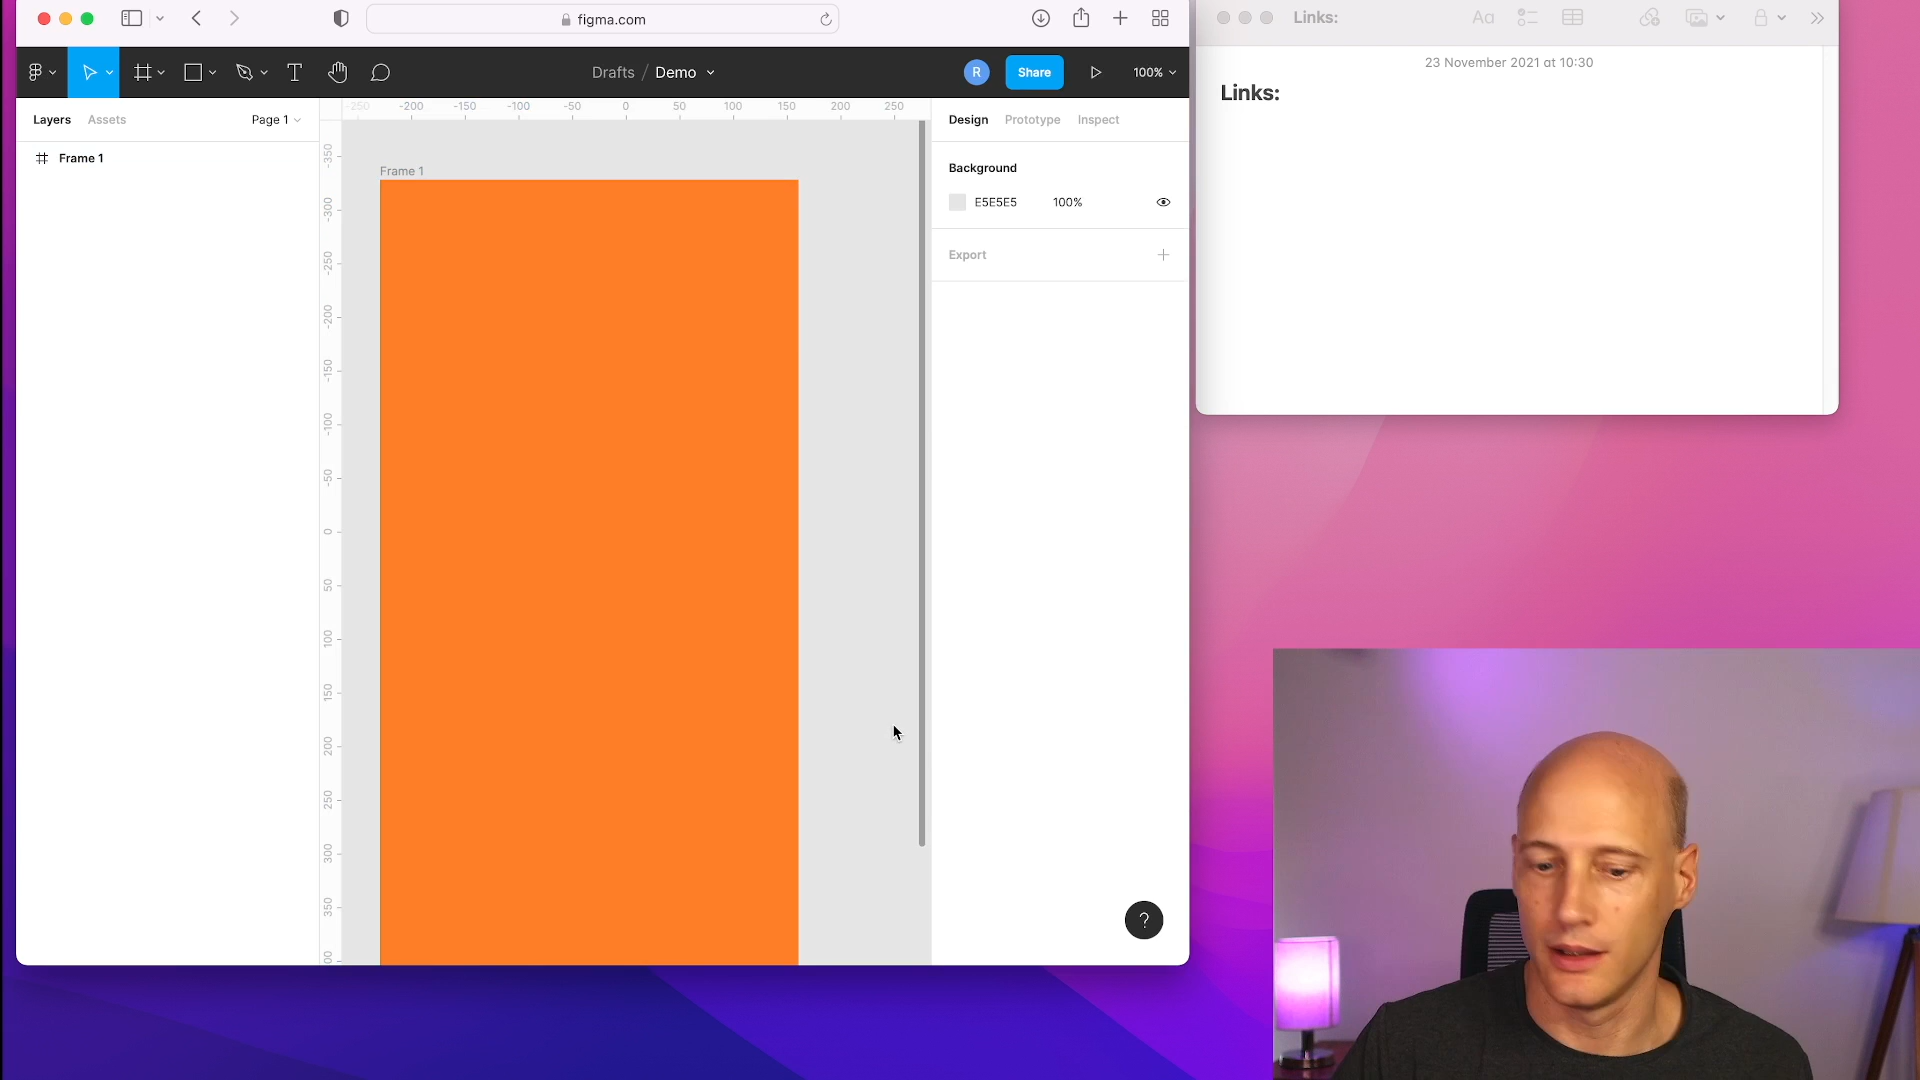 figma.com
Drafts / Demo
R
Share
100%
Layers
Assets
Page 1
-250 -200 -150 -100 -50 0 50 100 150 200 250
Design
Prototype
Inspect
Frame 1
Frame 1
Background
E5E5E5
100%
Export
-350
-300
-250
-200
-150
-100
-50
0
50
100
150
200
250
300
350
?
Links:
Aa
23 November 2021 at 10:30
Links: